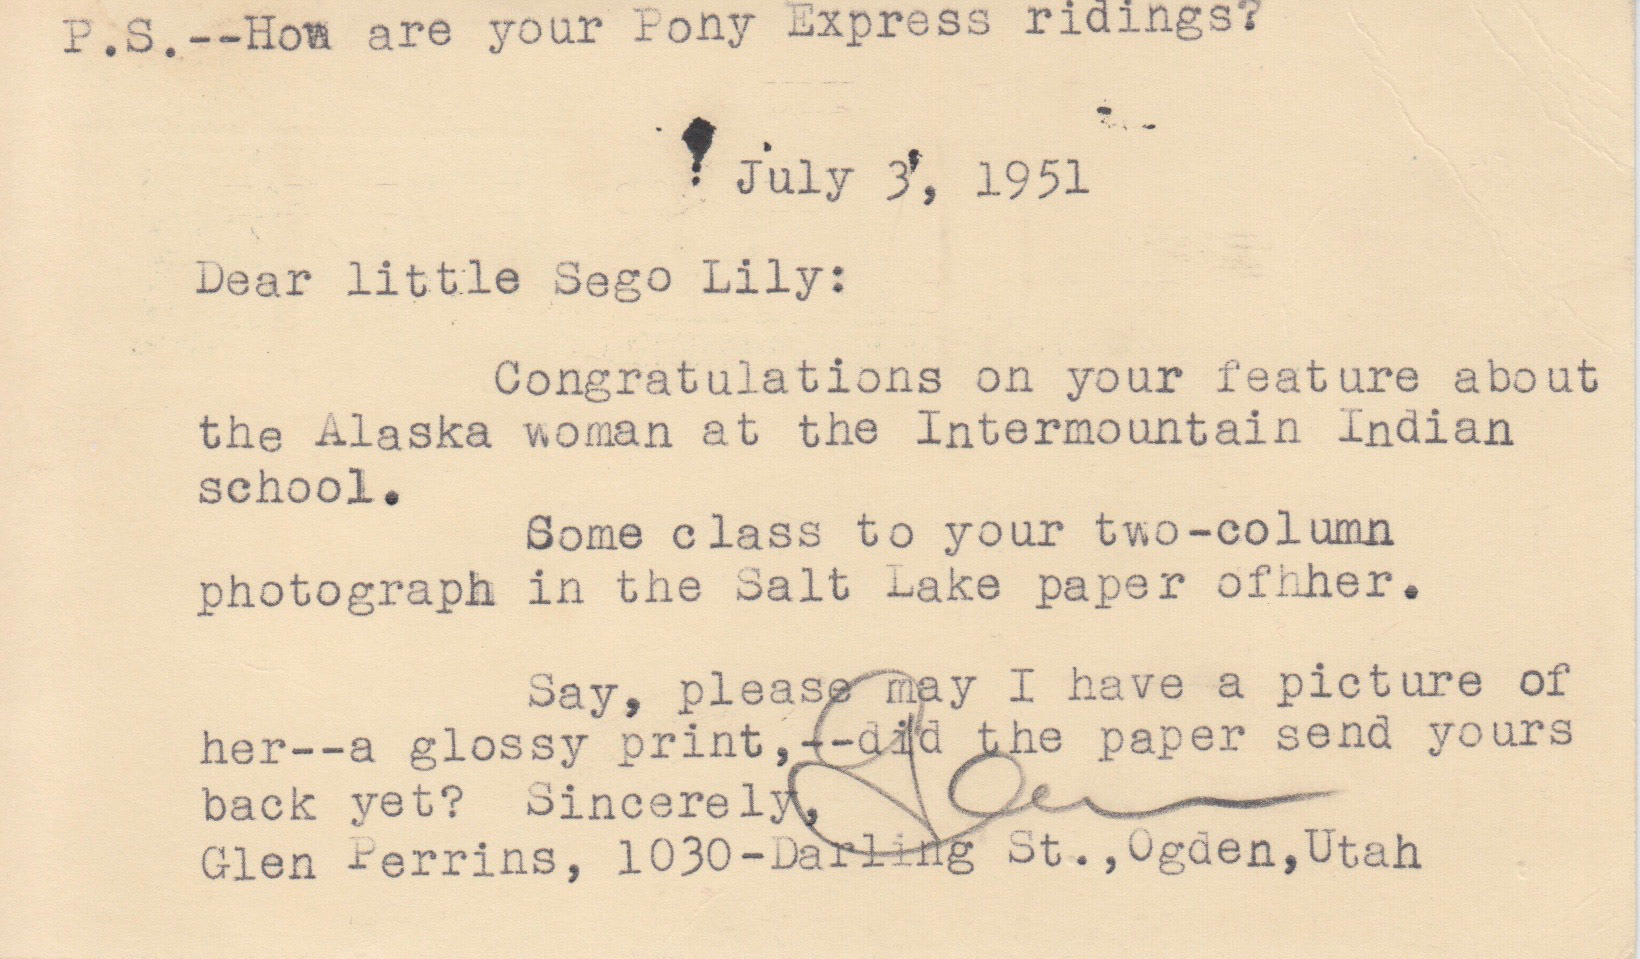 P.S.--How are your Pony Express ridings?
July 3, 1951
Dear little Sego Lily:
Congratulations on your feature about
the Alaska woman at the Intermountain Indian
school.
Some class to your two-column
photograph in the Salt Lake paper ofhher.
Say, please may I have a picture of
her--a glossy print,--did the paper send yours
back yet? Sincerely,
Glen
Glen Perrins, 1030-Darling St.,Ogden,Utah